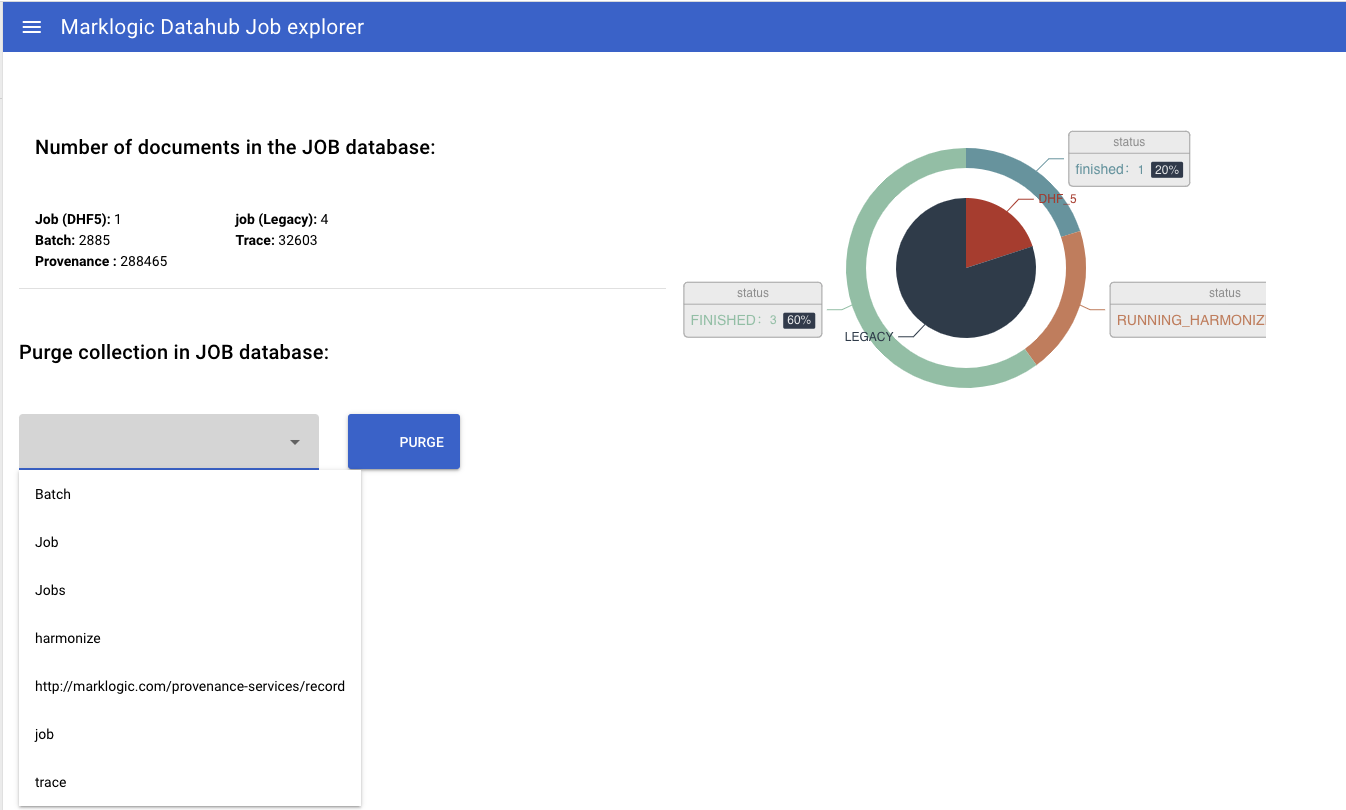 Marklogic Datahub Job explorer
Number of documents in the JOB database:
Job (DHF5): 1
job (Legacy): 4
Batch: 2885
Trace: 32603
Provenance : 288465
Purge collection in JOB database:
PURGE
Batch
Job
Jobs
harmonize
http://marklogic.com/provenance-services/record
job
trace
status
finished: 1 20%
DHF_5
status
FINISHED: 3 60%
status
RUNNING_HARMONIZ
LEGACY